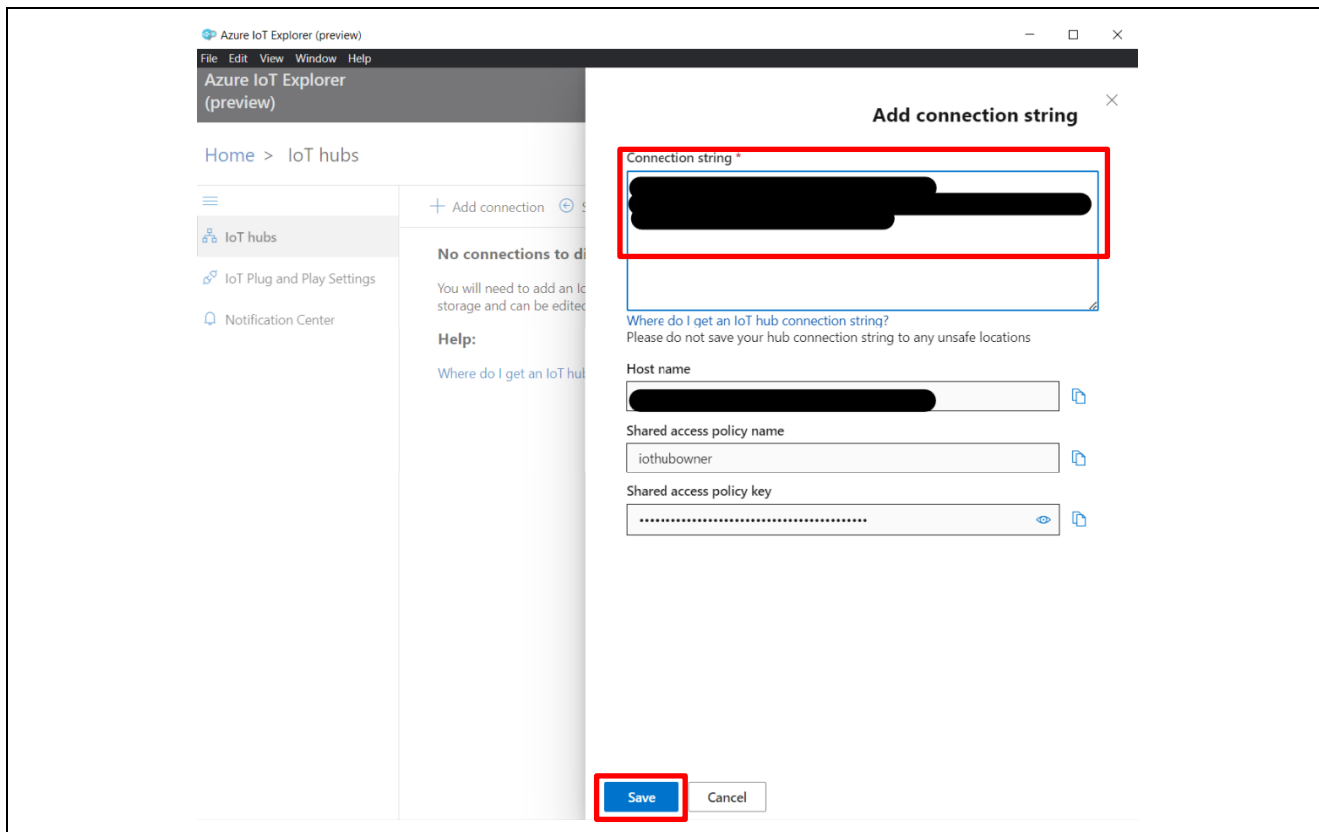 Azure IoT Explorer (preview)
File Edit View Window Help
Azure IoT Explorer
(preview)
Add connection string
Home > IoT hubs
Connection string *
+ Add connection
IoT hubs
No connections to di
IoT Plug and Play Settings
You will need to add an Io
storage and can be edited
Notification Center
Where do I get an IoT hub connection string?
Please do not save your hub connection string to any unsafe locations
Help:
Host name
Where do I get an IoT hub
Shared access policy name
iothubowner
Shared access policy key
••••••••••••••••••••••••••••••••••••••••••••
Save
Cancel